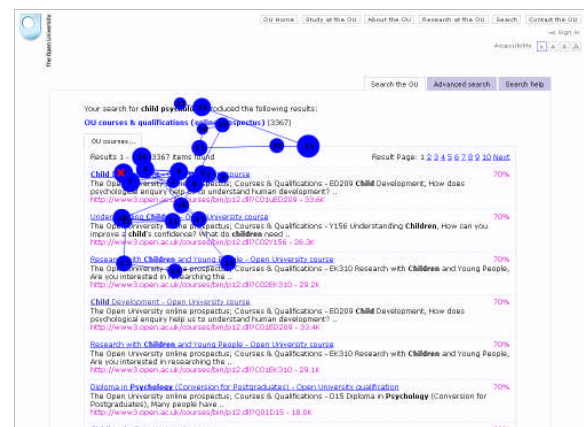 OU Home Study at the OU About the OU Research at the OU Search Contact the OU
Sign in
Accessibility A A A A
The Open University
Search the OU Advanced search Search help
Your search for child produced the following results:
OU courses & qualifications (3367)
OU courses...
Results 1 - 3367 items found Result Page: 1 2 3 4 5 6 7 8 9 10 Next
Child course 70%
The Open University online prospectus; Courses & Qualifications - ED209 Child Development, How does
psychological enquiry help us to understand human development? ..
http://www3.open.ac.uk/courses/bin/p12.dll?C01ED209 - 33.6K
Understanding Children - Open University course 70%
The Open University online prospectus; Courses & Qualifications - Y156 Understanding Children, How can you
improve a child's confidence? What do children need ..
http://www3.open.ac.uk/courses/bin/p12.dll?C02Y156 - 26.3K
Research with Children and Young People - Open University course 70%
The Open University online prospectus; Courses & Qualifications - EK310 Research with Children and Young People,
Are you interested in researching the ..
http://www3.open.ac.uk/courses/bin/p12.dll?C02EK310 - 29.2K
Child Development - Open University course 70%
The Open University online prospectus; Courses & Qualifications - ED209 Child Development, How does
psychological enquiry help us to understand human development? ..
http://www3.open.ac.uk/courses/bin/p12.dll?C01ED209 - 33.4K
Research with Children and Young People - Open University course 70%
The Open University online prospectus; Courses & Qualifications - EK310 Research with Children and Young People,
Are you interested in researching the ..
http://www3.open.ac.uk/courses/bin/p12.dll?C01EK310 - 29.1K
Diploma in Psychology (Conversion for Postgraduates) - Open University qualification 70%
The Open University online prospectus; Courses & Qualifications - D15 Diploma in Psychology (Conversion for
Postgraduates), Many people have ..
http://www3.open.ac.uk/courses/bin/p12.dll?Q01D15 - 18.0K